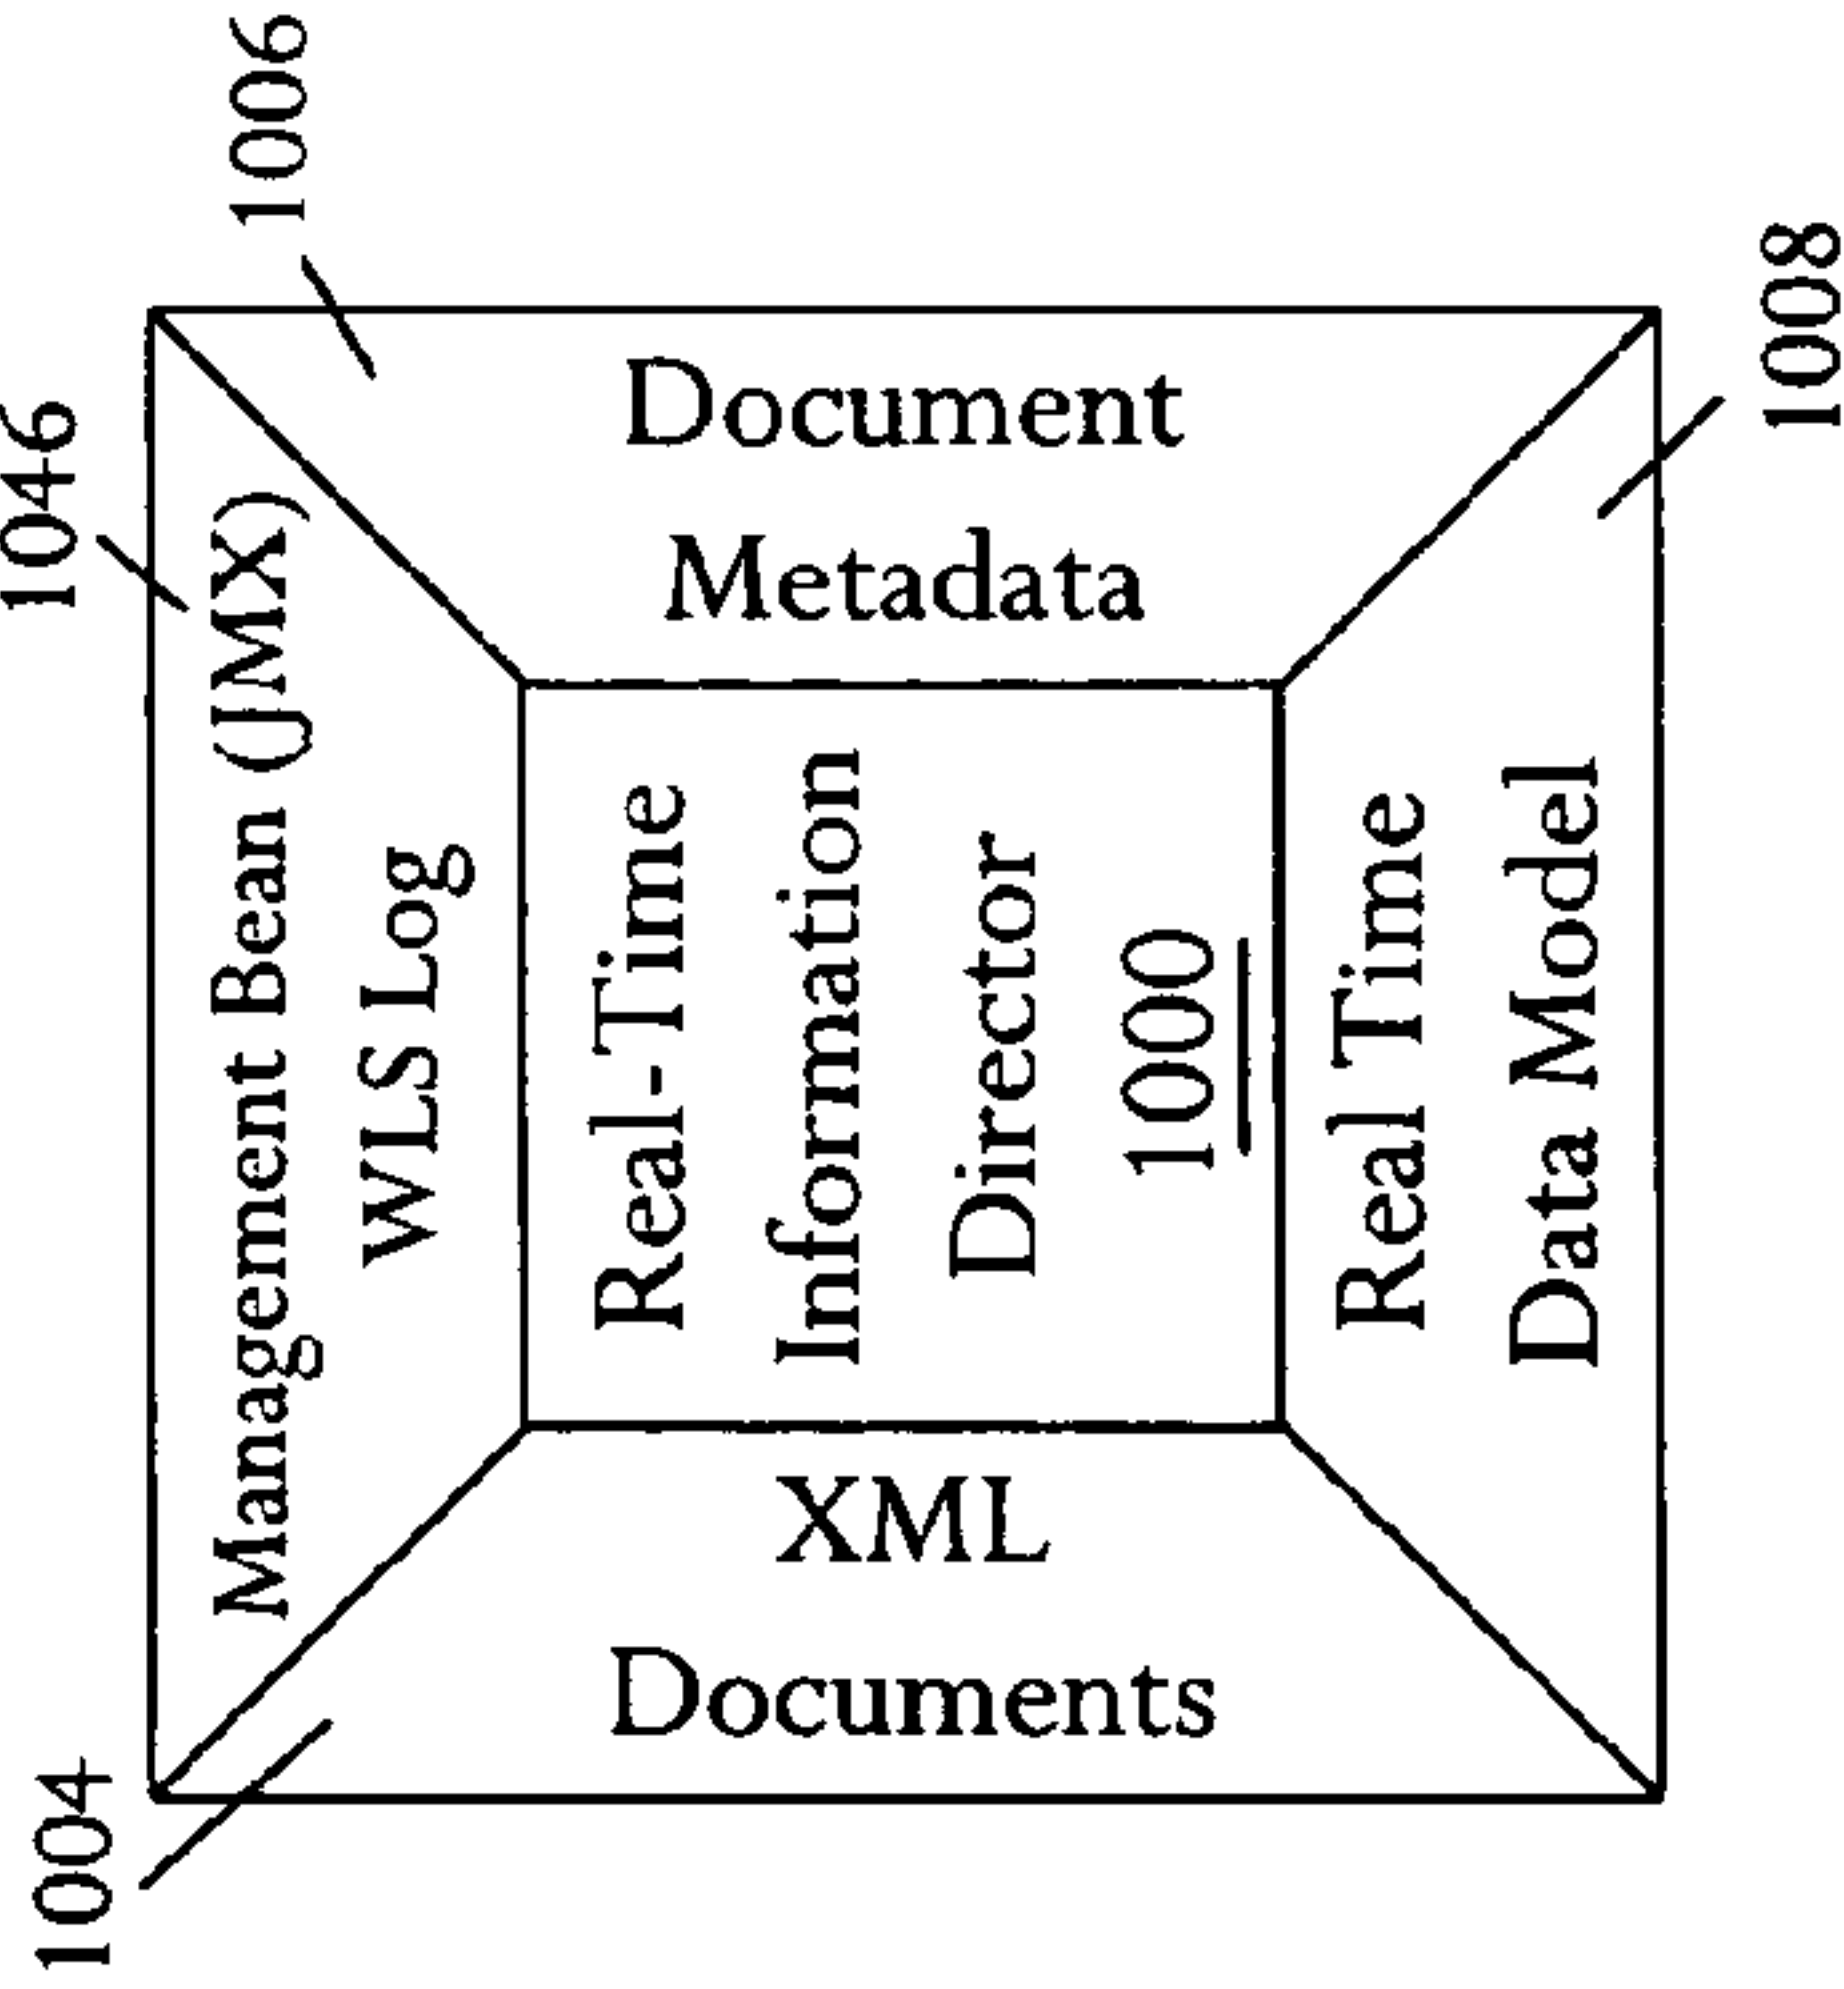 1046
1006
Management Bean (JMX)
WLS Log
Document
Metadata
Real-Time
Information
Director
1000
XML
Documents
Real Time
Data Model
1004
1008